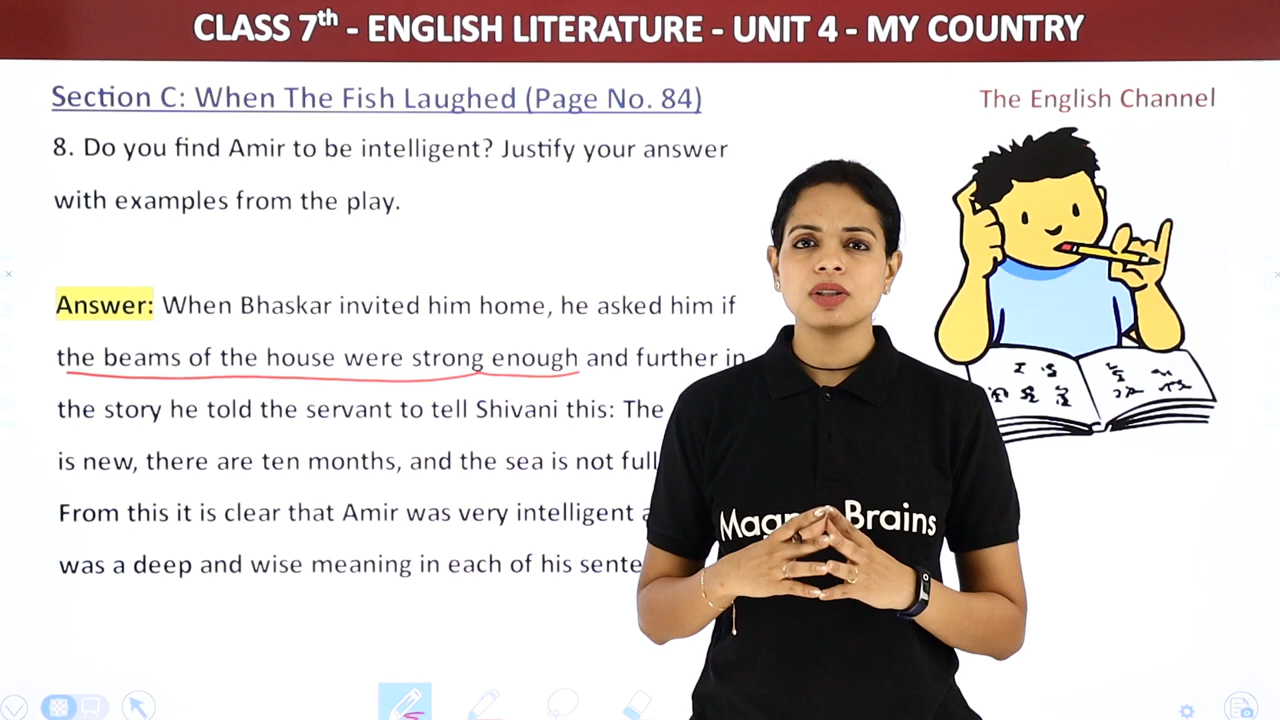 CLASS 7th - ENGLISH LITERATURE - UNIT 4 - MY COUNTRY
Section C: When The Fish Laughed (Page No. 84)
The English Channel
8. Do you find Amir to be intelligent? Justify your answer
with examples from the play.
Answer: When Bhaskar invited him home, he asked him if
the beams of the house were strong enough and further in
the story he told the servant to tell Shivani this: The
is new, there are ten months, and the sea is not full
From this it is clear that Amir was very intelligent
was a deep and wise meaning in each of his
Brains